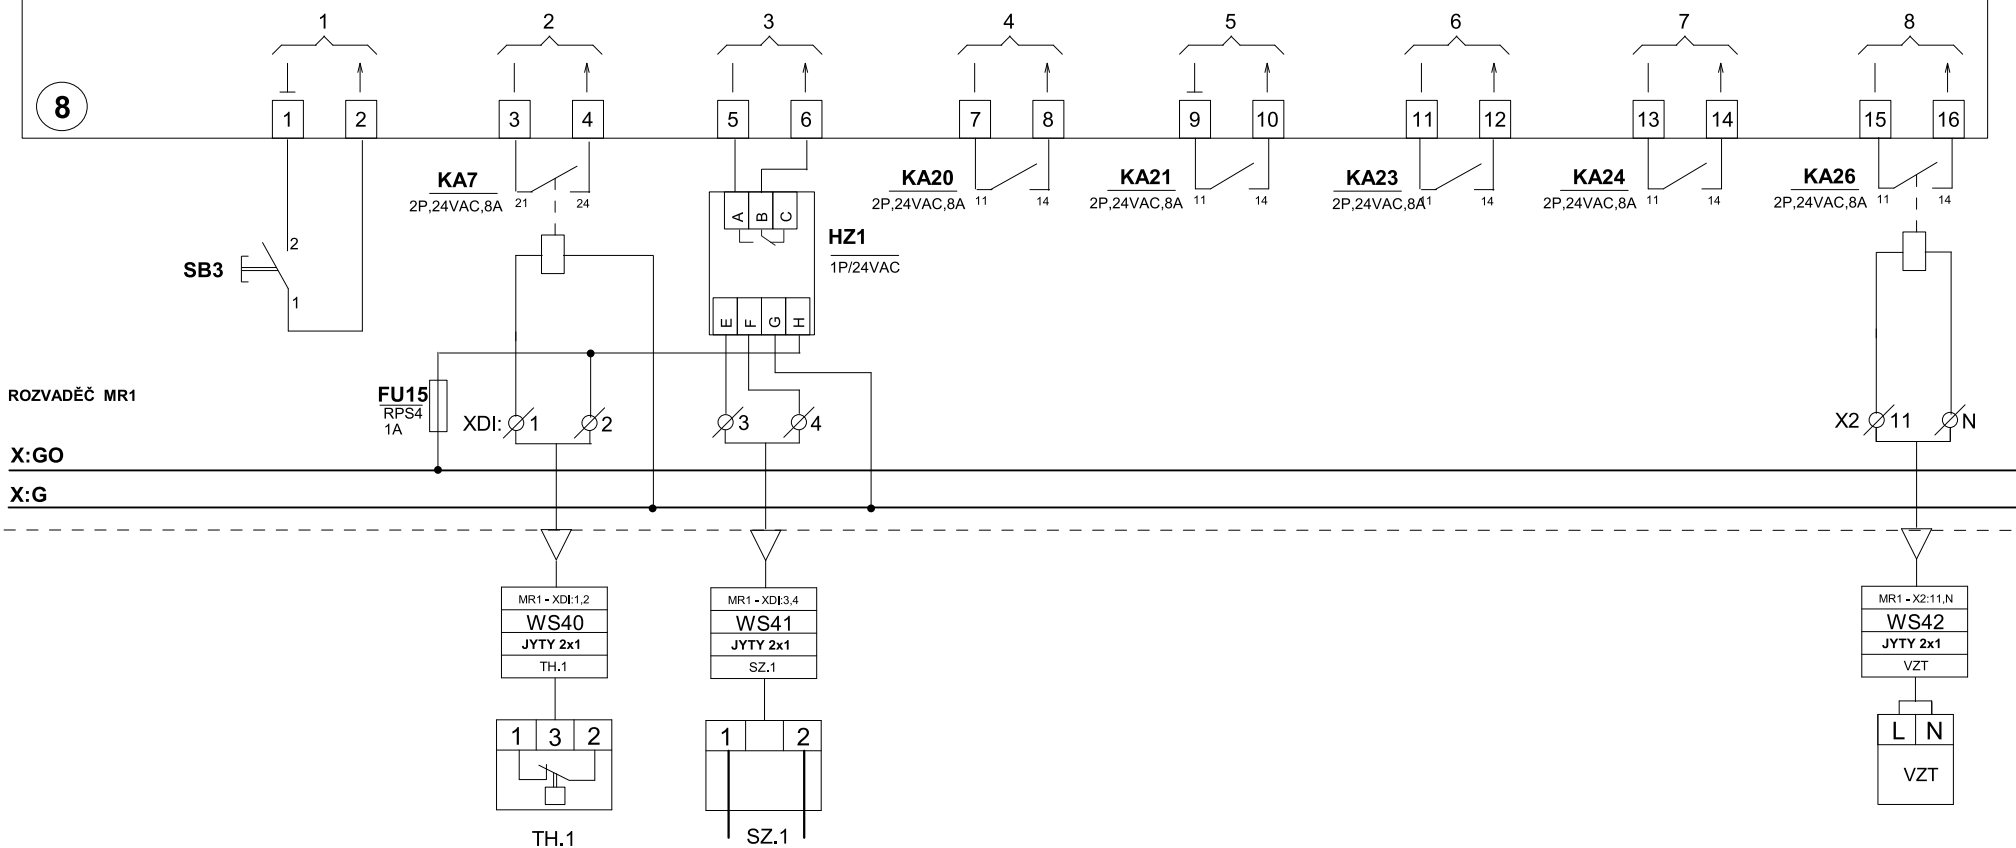 1 2 3 4 5 6 7 8
8
1 2 3 4 5 6 7 8 9 10 11 12 13 14 15 16
KA7
2P,24VAC,8A
21 24
KA20
2P,24VAC,8A
11 14
KA21
2P,24VAC,8A
11 14
KA23
2P,24VAC,8A
11 14
KA24
2P,24VAC,8A
11 14
KA26
2P,24VAC,8A
11 14
A B C
HZ1
1P/24VAC
E F G H
SB3
2
1
ROZVADĚČ MR1
FU15
RPS4
1A
XDI: 1 2 3 4
X2 11 N
X:GO
X:G
MR1 - XDI:1,2
WS40
JYTY 2x1
TH.1
MR1 - XDI:3,4
WS41
JYTY 2x1
SZ.1
MR1 - X2:11,N
WS42
JYTY 2x1
VZT
1 3 2
TH.1
1 2
SZ.1
L N
VZT